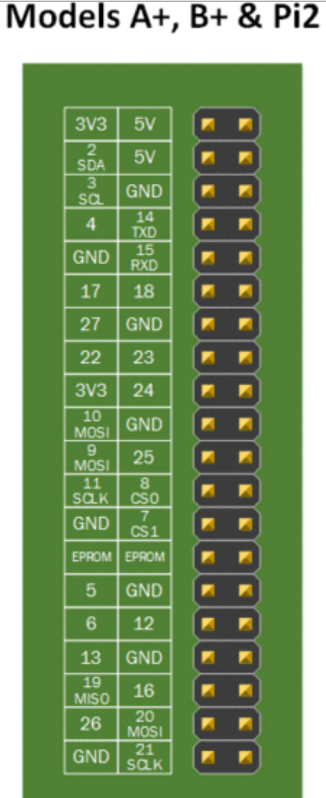 Models A+, B+ & Pi2
3V3 5V
2 SDA 5V
3 SCL GND
4 14 TXD
GND 15 RXD
17 18
27 GND
22 23
3V3 24
10 MOSI GND
9 MOSI 25
11 SCLK 8 CS0
GND 7 CS1
EPROM EPROM
5 GND
6 12
13 GND
19 MISO 16
26 20 MOSI
GND 21 SCLK